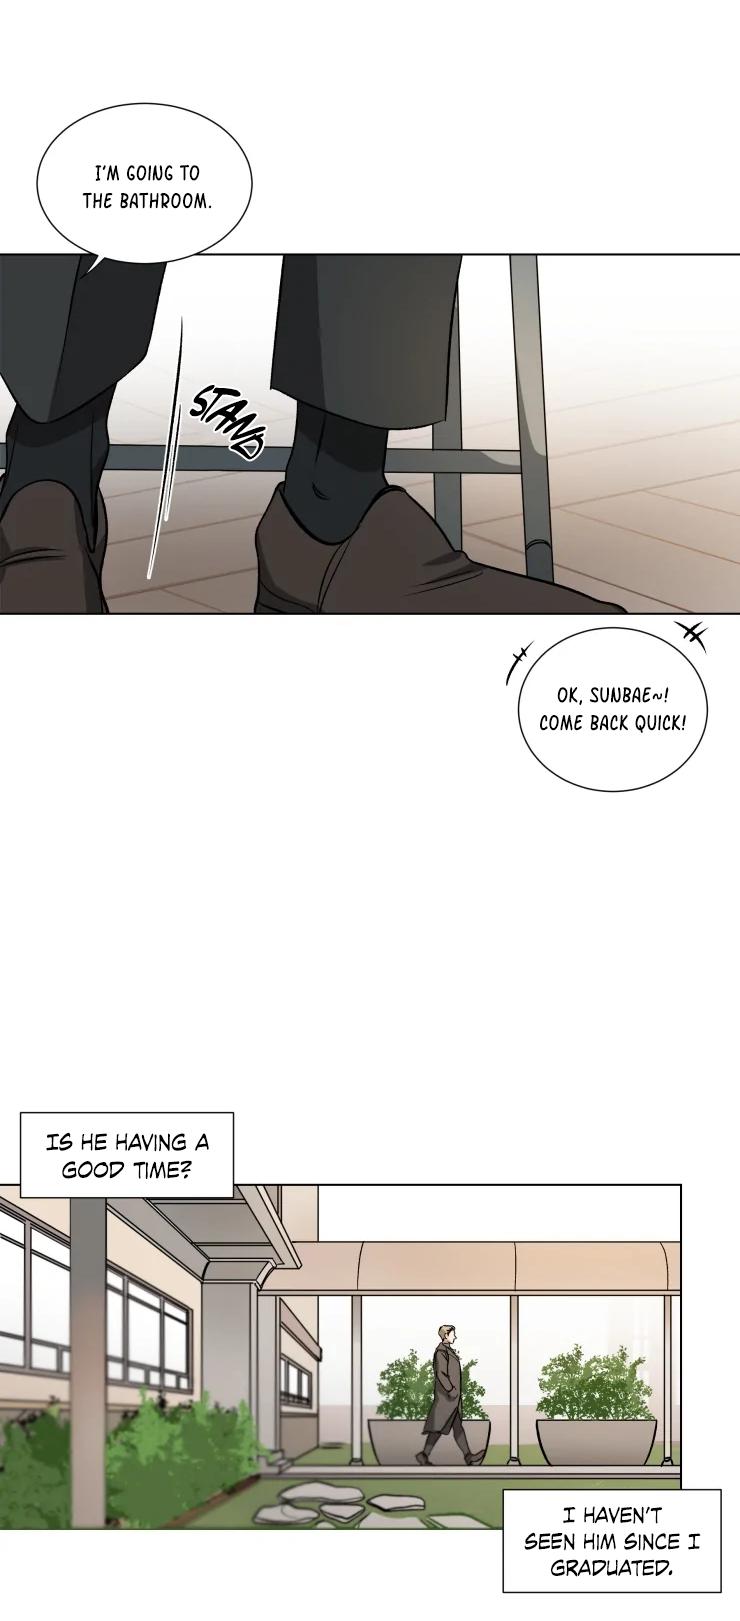 I'M GOING TO
THE BATHROOM.
STAND
OK, SUNBAE~!
COME BACK QUICK!
IS HE HAVING A
GOOD TIME?
I HAVEN'T
SEEN HIM SINCE I
GRADUATED.